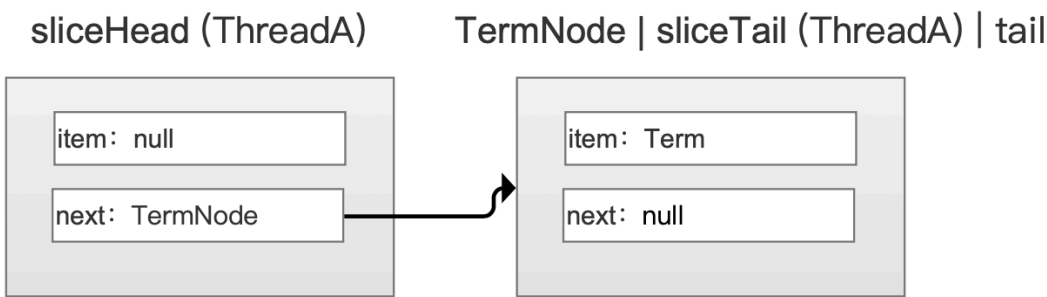 sliceHead (ThreadA)
TermNode | sliceTail (ThreadA) | tail
item：null
next：TermNode
item：Term
next：null